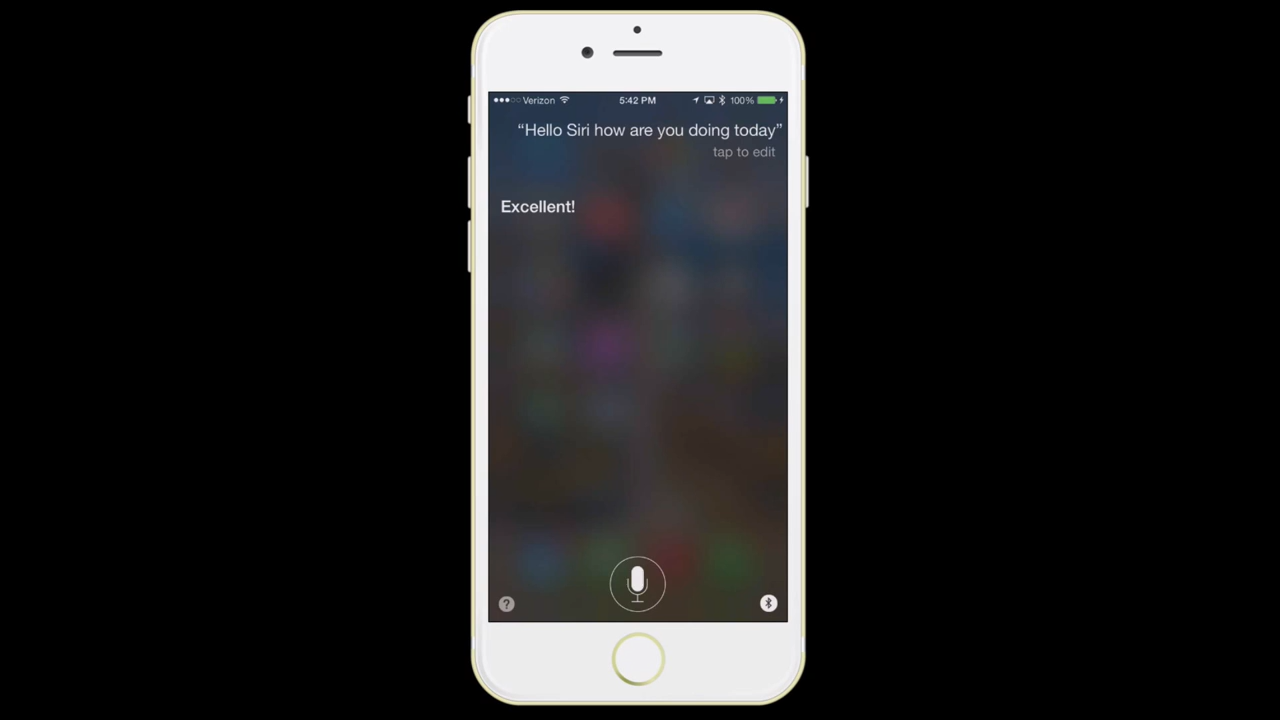 Verizon 5:42 PM 100%
“Hello Siri how are you doing today”
tap to edit
Excellent!
?